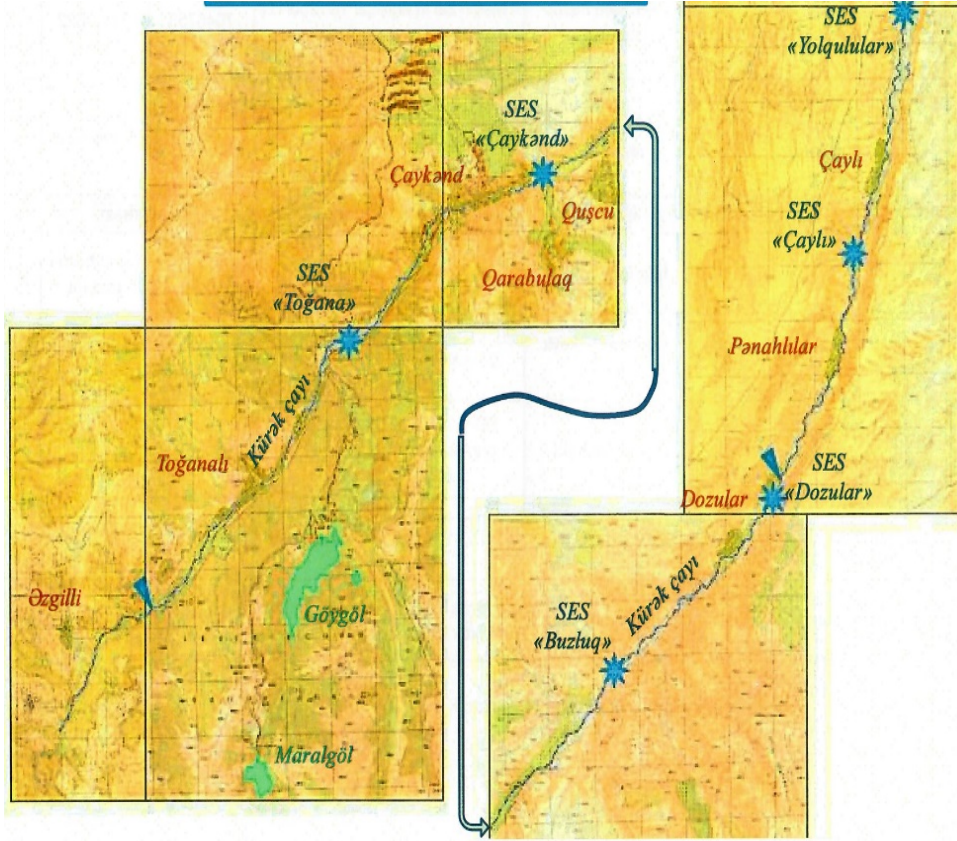 SES
«Yolqulular»
SES
«Çaykənd»
Çaykənd
Quşcu
Qarabulaq
SES
«Toğana»
Kürək çayı
Toğanalı
Əzgilli
Göygöl
Maralgöl
Çaylı
SES
«Çaylı»
Pənahlılar
SES
«Dozular»
Dozular
Kürək çayı
SES
«Buzluq»